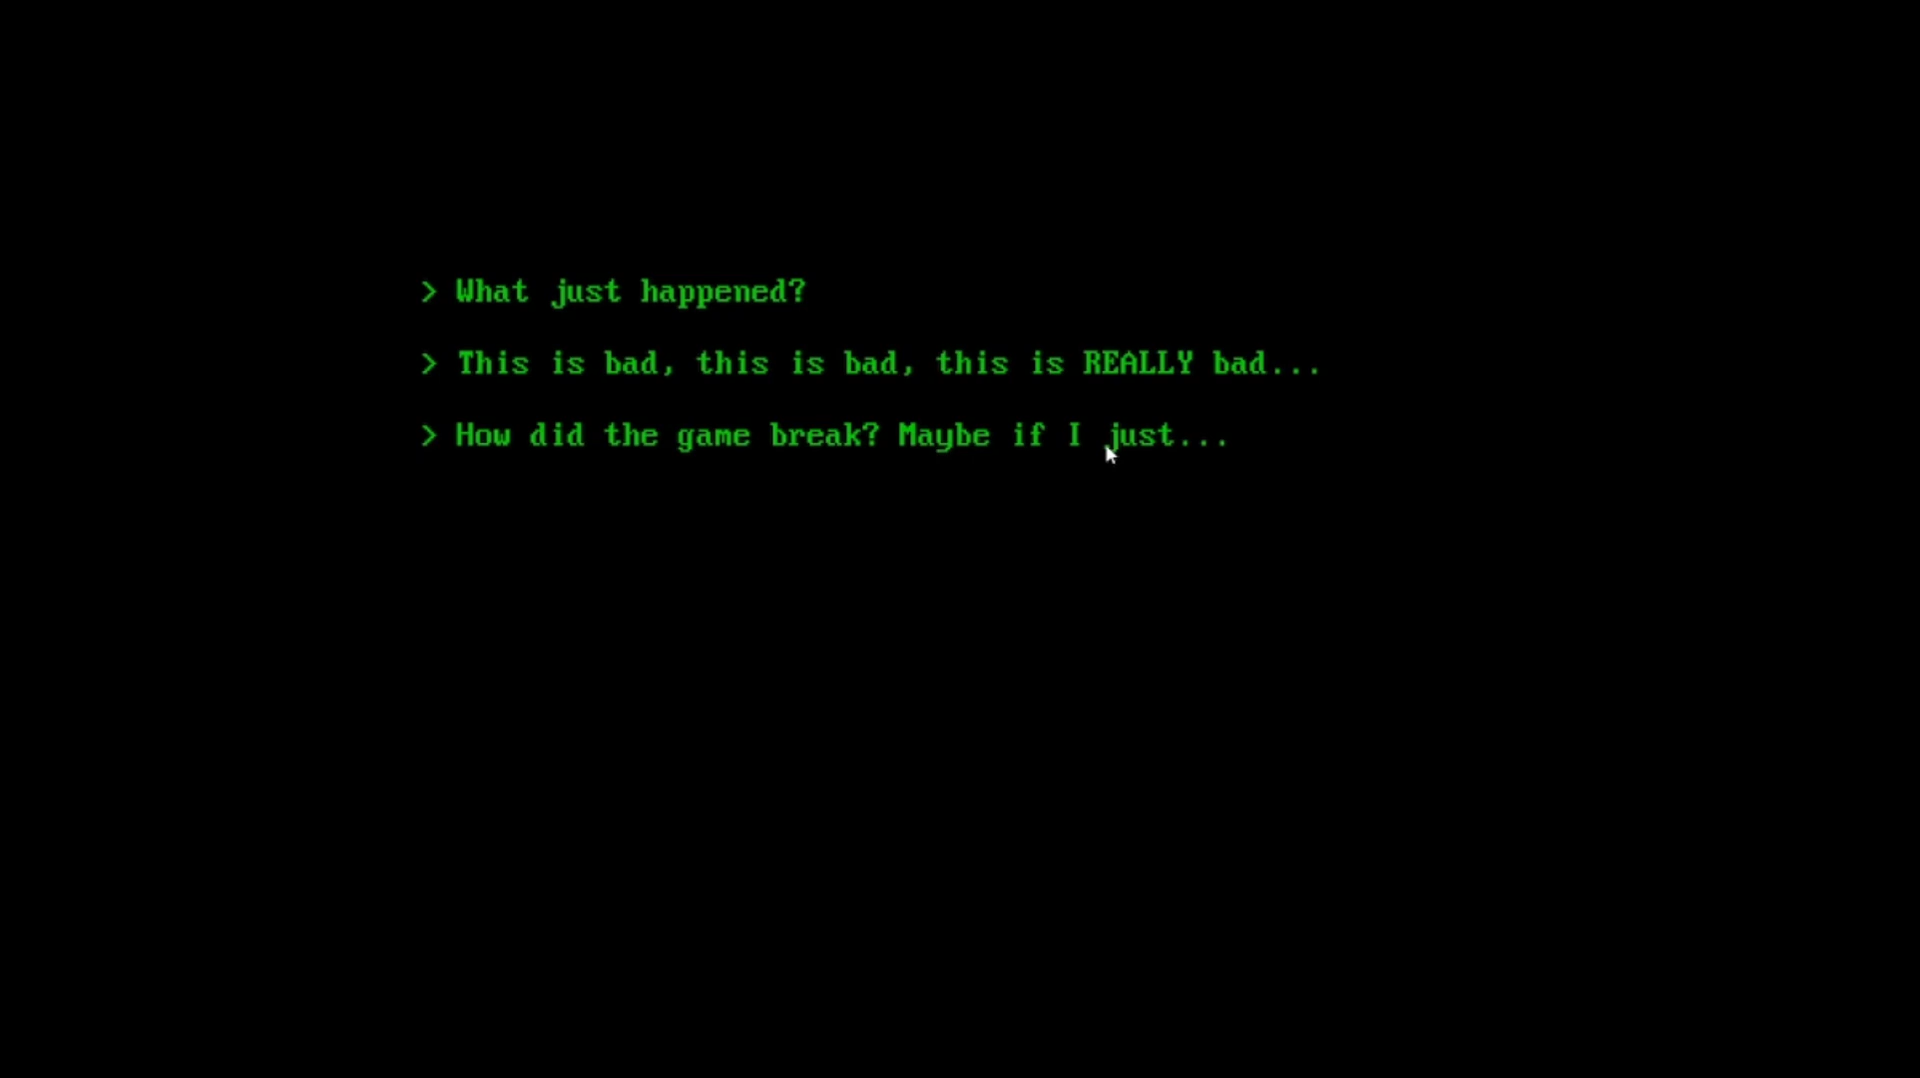 > What just happened?
> This is bad, this is bad, this is REALLY bad...
> How did the game break? Maybe if I just...